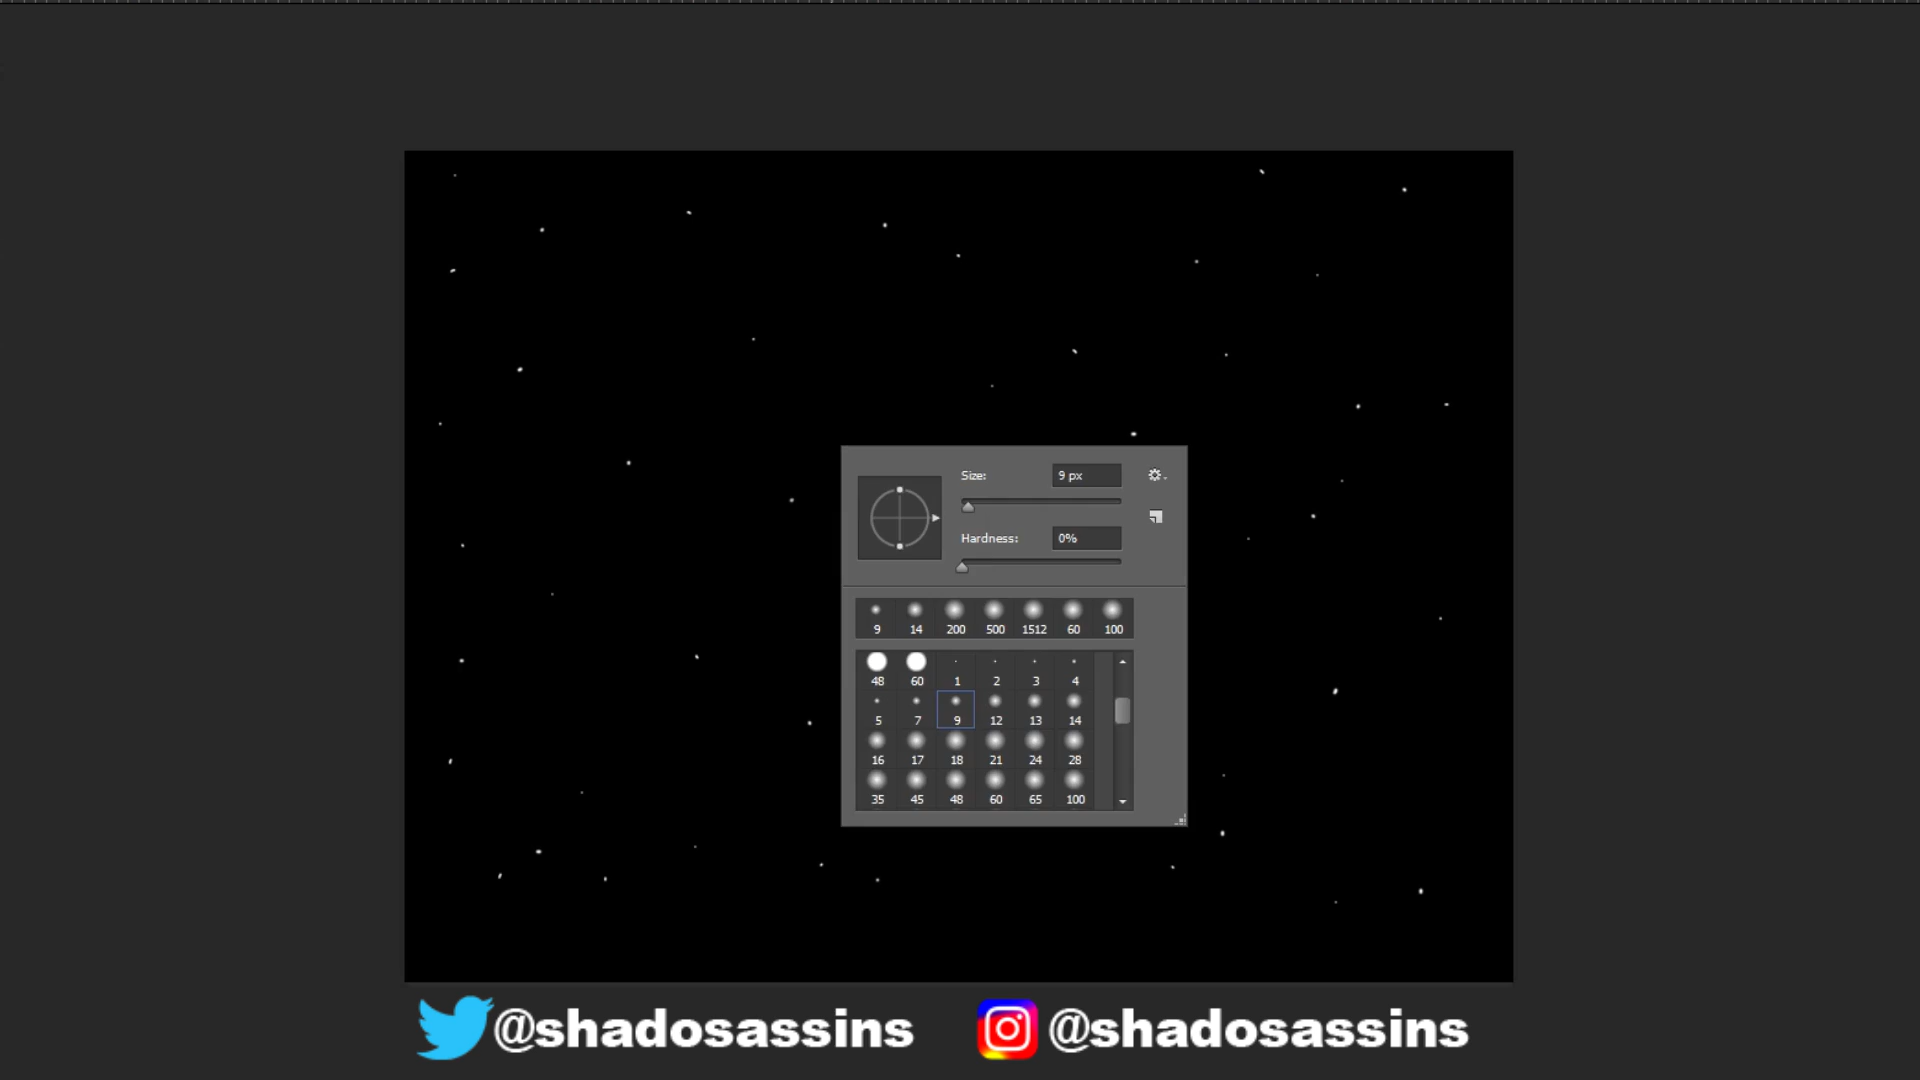 Size: 9 px
Hardness: 0%
9 14 200 500 1512 60 100
48 60 1 2 3 4
5 7 9 12 13 14
16 17 18 21 24 28
35 45 48 60 65 100
@shadosassins @shadosassins